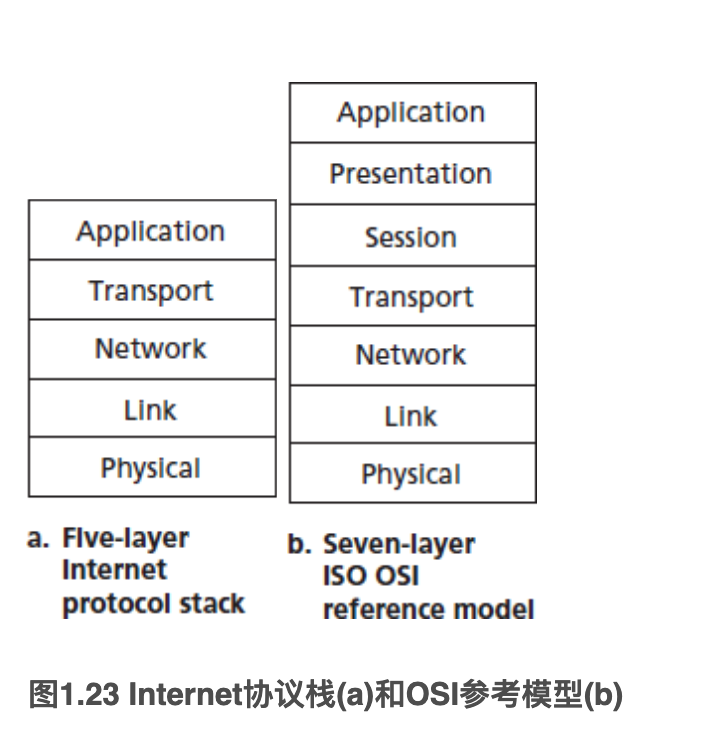 Application
Transport
Network
Link
Physical
a. Five-layer
Internet
protocol stack
Application
Presentation
Session
Transport
Network
Link
Physical
b. Seven-layer
ISO OSI
reference model
图1.23 Internet协议栈(a)和OSI参考模型(b)